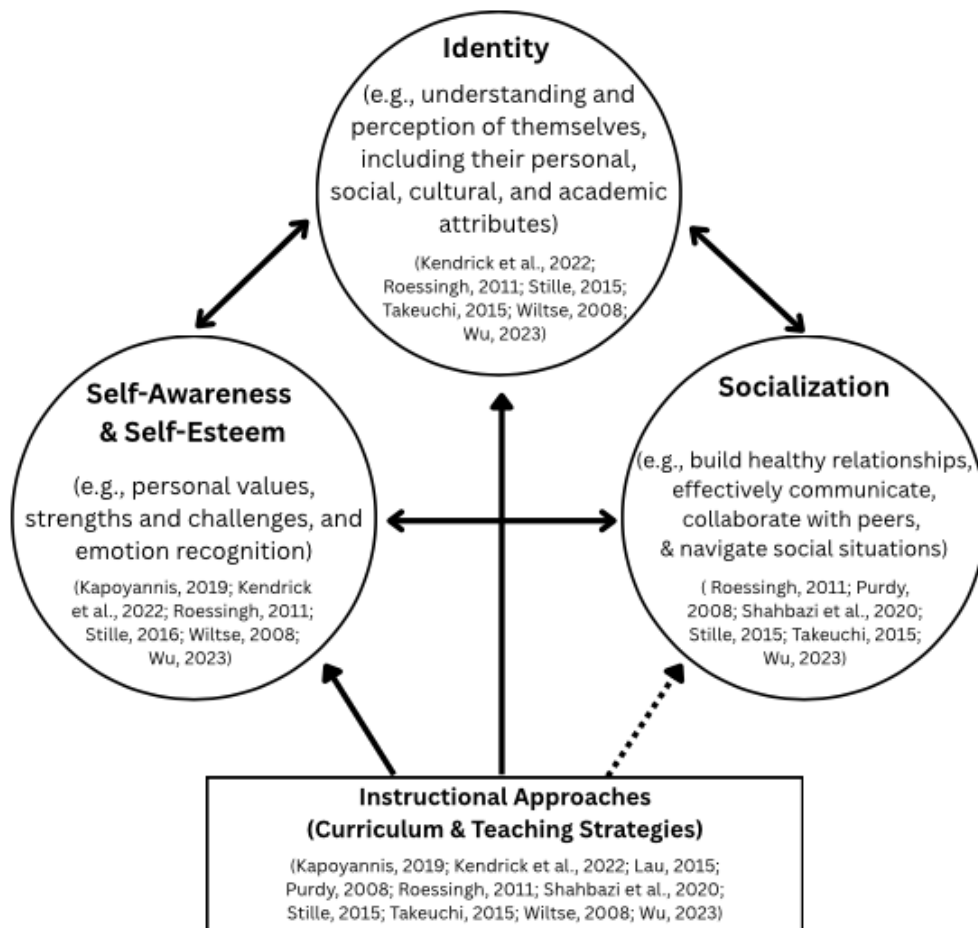 Identity
(e.g., understanding and
perception of themselves,
including their personal,
social, cultural, and academic
attributes)
(Kendrick et al., 2022;
Roessingh, 2011; Stille, 2015;
Takeuchi, 2015; Wiltse, 2008;
Wu, 2023)
Self-Awareness
& Self-Esteem
(e.g., personal values,
strengths and challenges, and
emotion recognition)
(Kapoyannis, 2019; Kendrick
et al., 2022; Roessingh, 2011;
Stille, 2016; Wiltse, 2008;
Wu, 2023)
Socialization
(e.g., build healthy relationships,
effectively communicate,
collaborate with peers,
& navigate social situations)
( Roessingh, 2011; Purdy,
2008; Shahbazi et al., 2020;
Stille, 2015; Takeuchi, 2015;
Wu, 2023)
Instructional Approaches
(Curriculum & Teaching Strategies)
(Kapoyannis, 2019; Kendrick et al., 2022; Lau, 2015;
Purdy, 2008; Roessingh, 2011; Shahbazi et al., 2020;
Stille, 2015; Takeuchi, 2015; Wiltse, 2008; Wu, 2023)